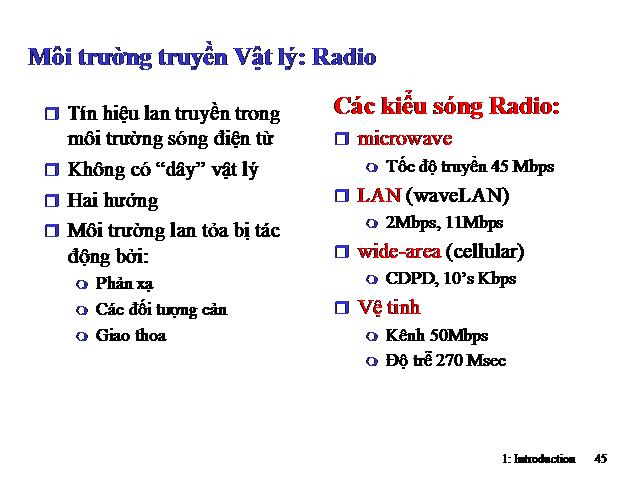 Môi trường truyền Vật lý: Radio
Tín hiệu lan truyền trong
môi trường sóng điện từ
Không có “dây” vật lý
Hai hướng
Môi trường lan tỏa bị tác
động bởi:
Phản xạ
Các đối tượng cản
Giao thoa
Các kiểu sóng Radio:
microwave
Tốc độ truyền 45 Mbps
LAN (waveLAN)
2Mbps, 11Mbps
wide-area (cellular)
CDPD, 10’s Kbps
Vệ tinh
Kênh 50Mbps
Độ trễ 270 Msec
1: Introduction 45